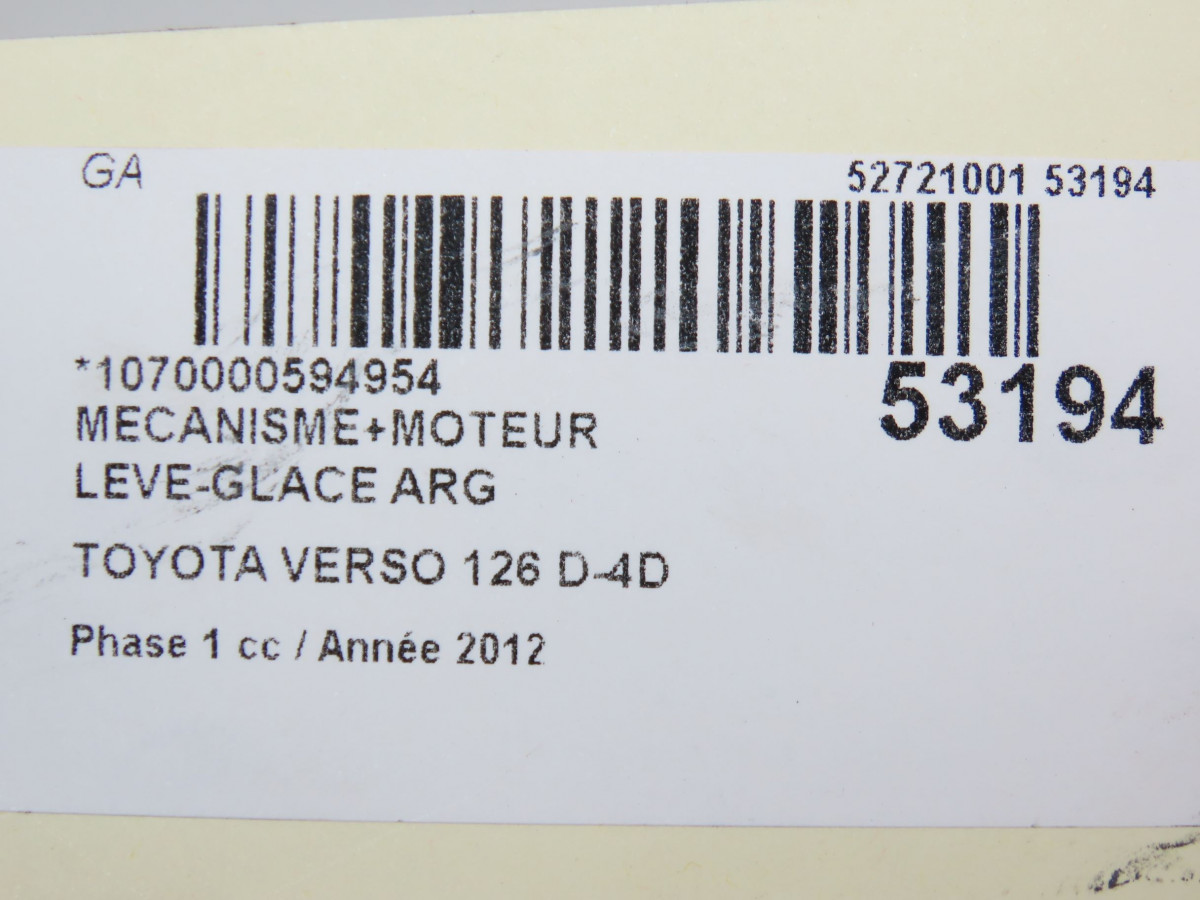 GA
52721001 53194
*1070000594954
53194
MECANISME+MOTEUR
LEVE-GLACE ARG
TOYOTA VERSO 126 D-4D
Phase 1 cc / Année 2012